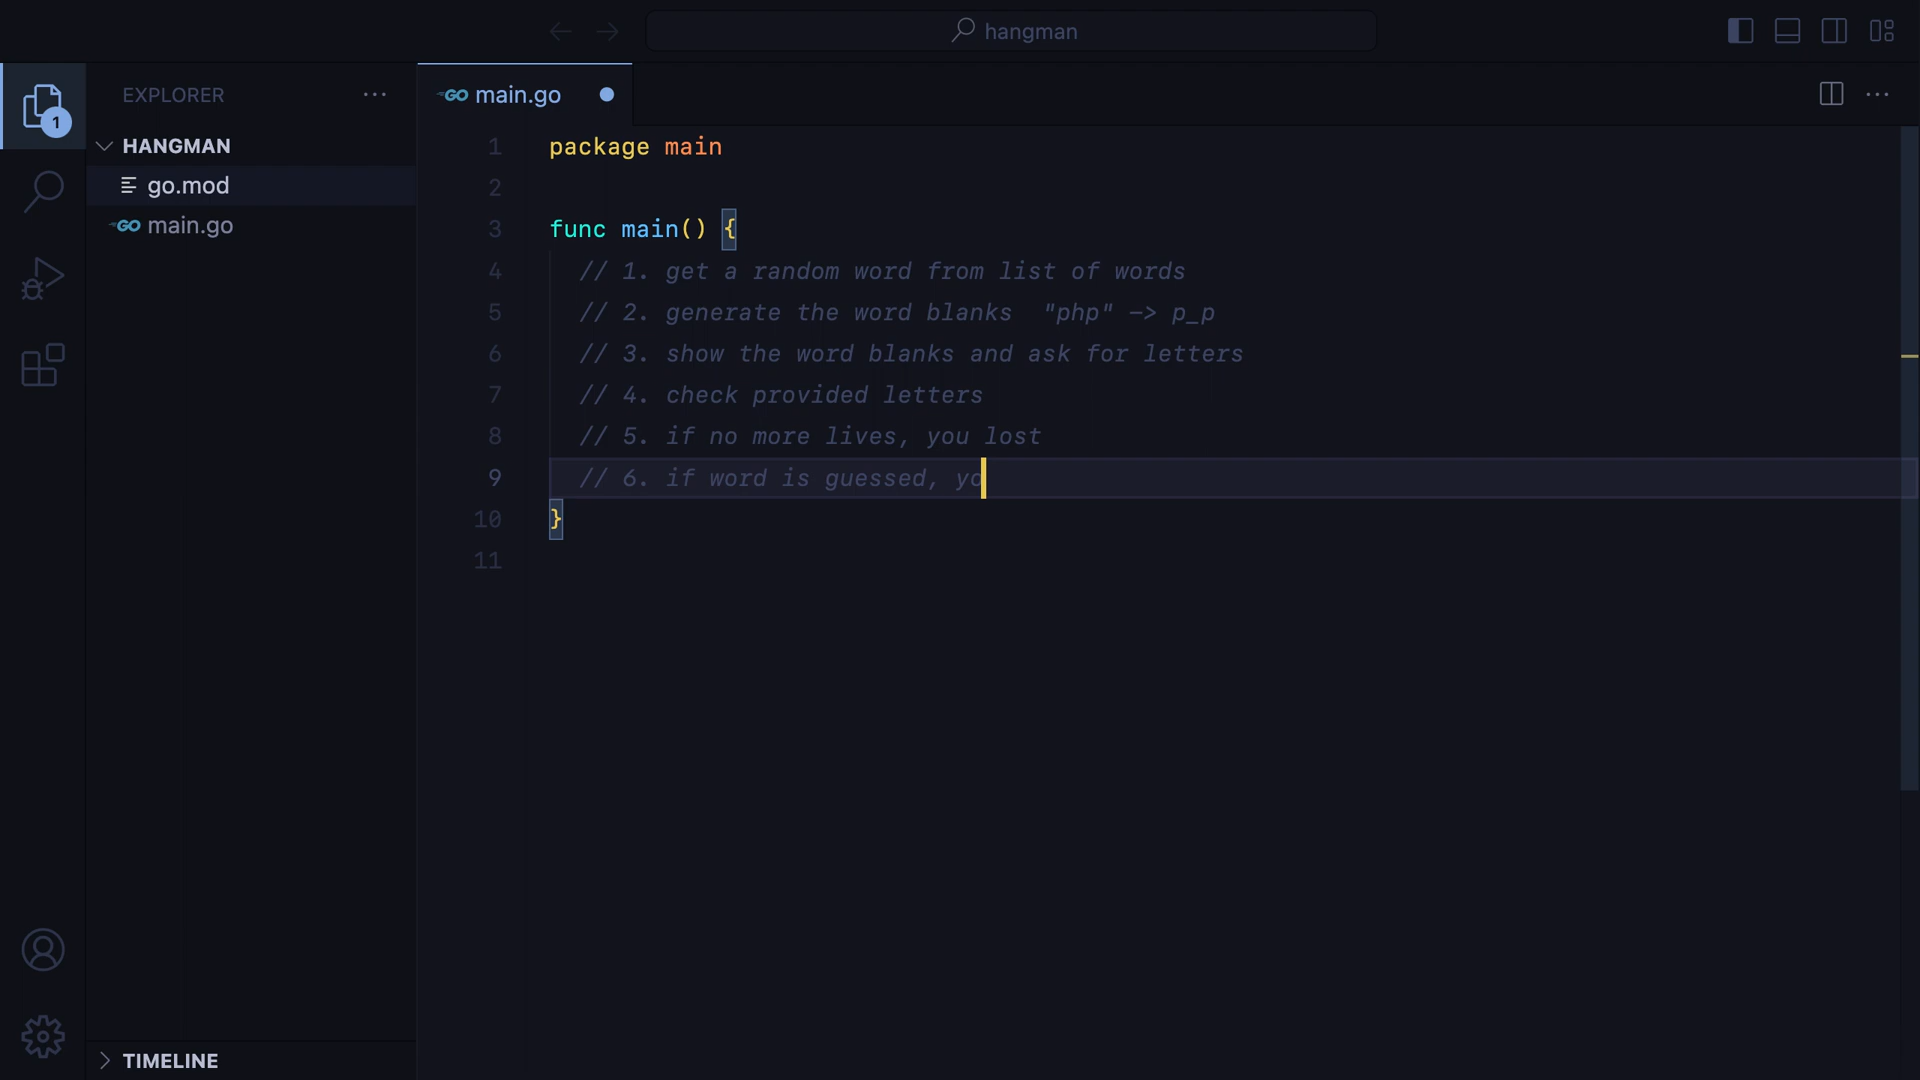 hangman
EXPLORER
1
HANGMAN
go.mod
GO main.go
TIMELINE
GO main.go
1 package main
2
3 func main() {
4 // 1. get a random word from list of words
5 // 2. generate the word blanks "php" -> p_p
6 // 3. show the word blanks and ask for letters
7 // 4. check provided letters
8 // 5. if no more lives, you lost
9 // 6. if word is guessed, yo
10 }
11